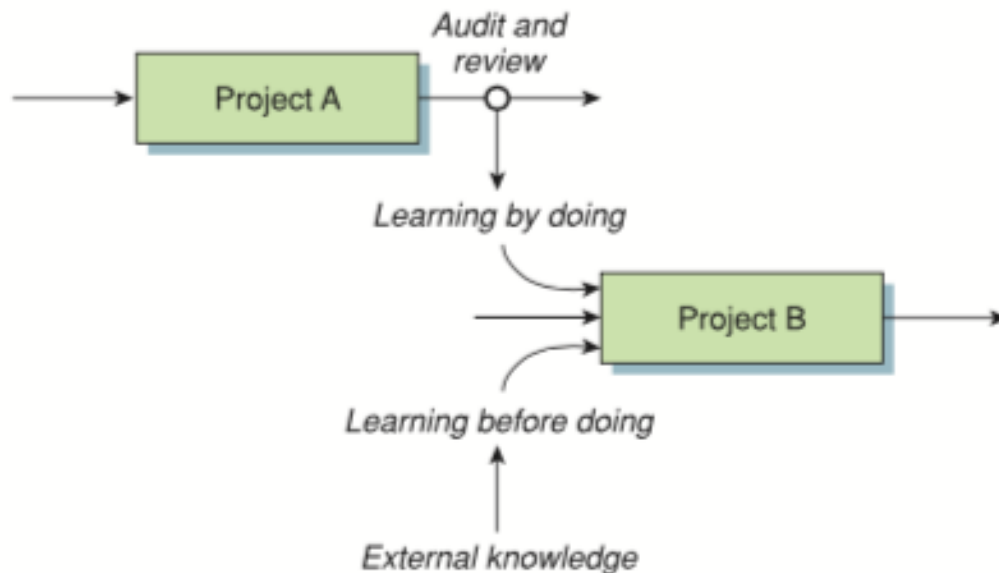 Audit and
review
Project A
Learning by doing
Project B
Learning before doing
External knowledge